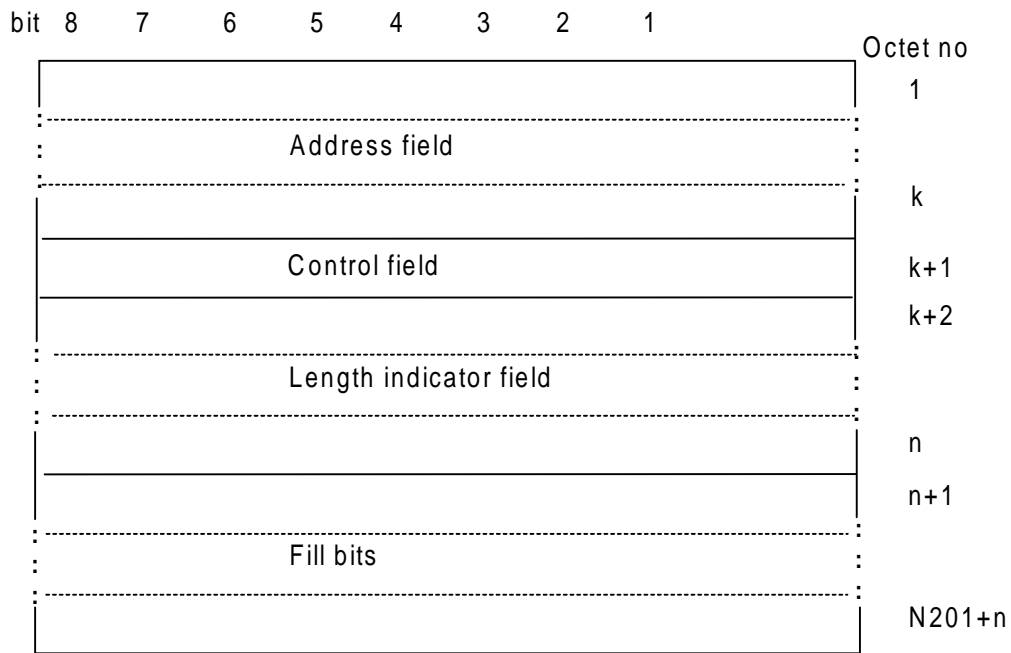 bit 8 7 6 5 4 3 2 1
Octet no
1
Address field
k
Control field k+1
k+2
Length indicator field
n
n+1
Fill bits
N201+n